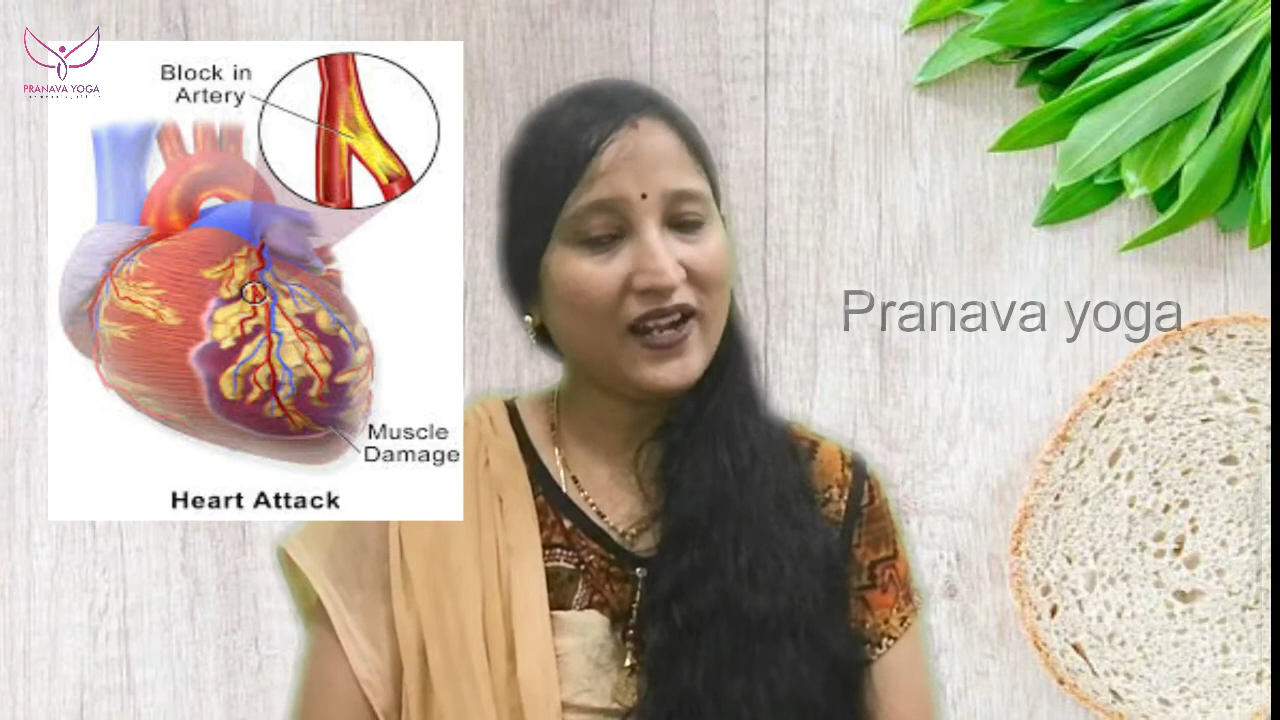 PRANAVA YOGA
Block in
Artery
Muscle
Damage
Heart Attack
Pranava yoga